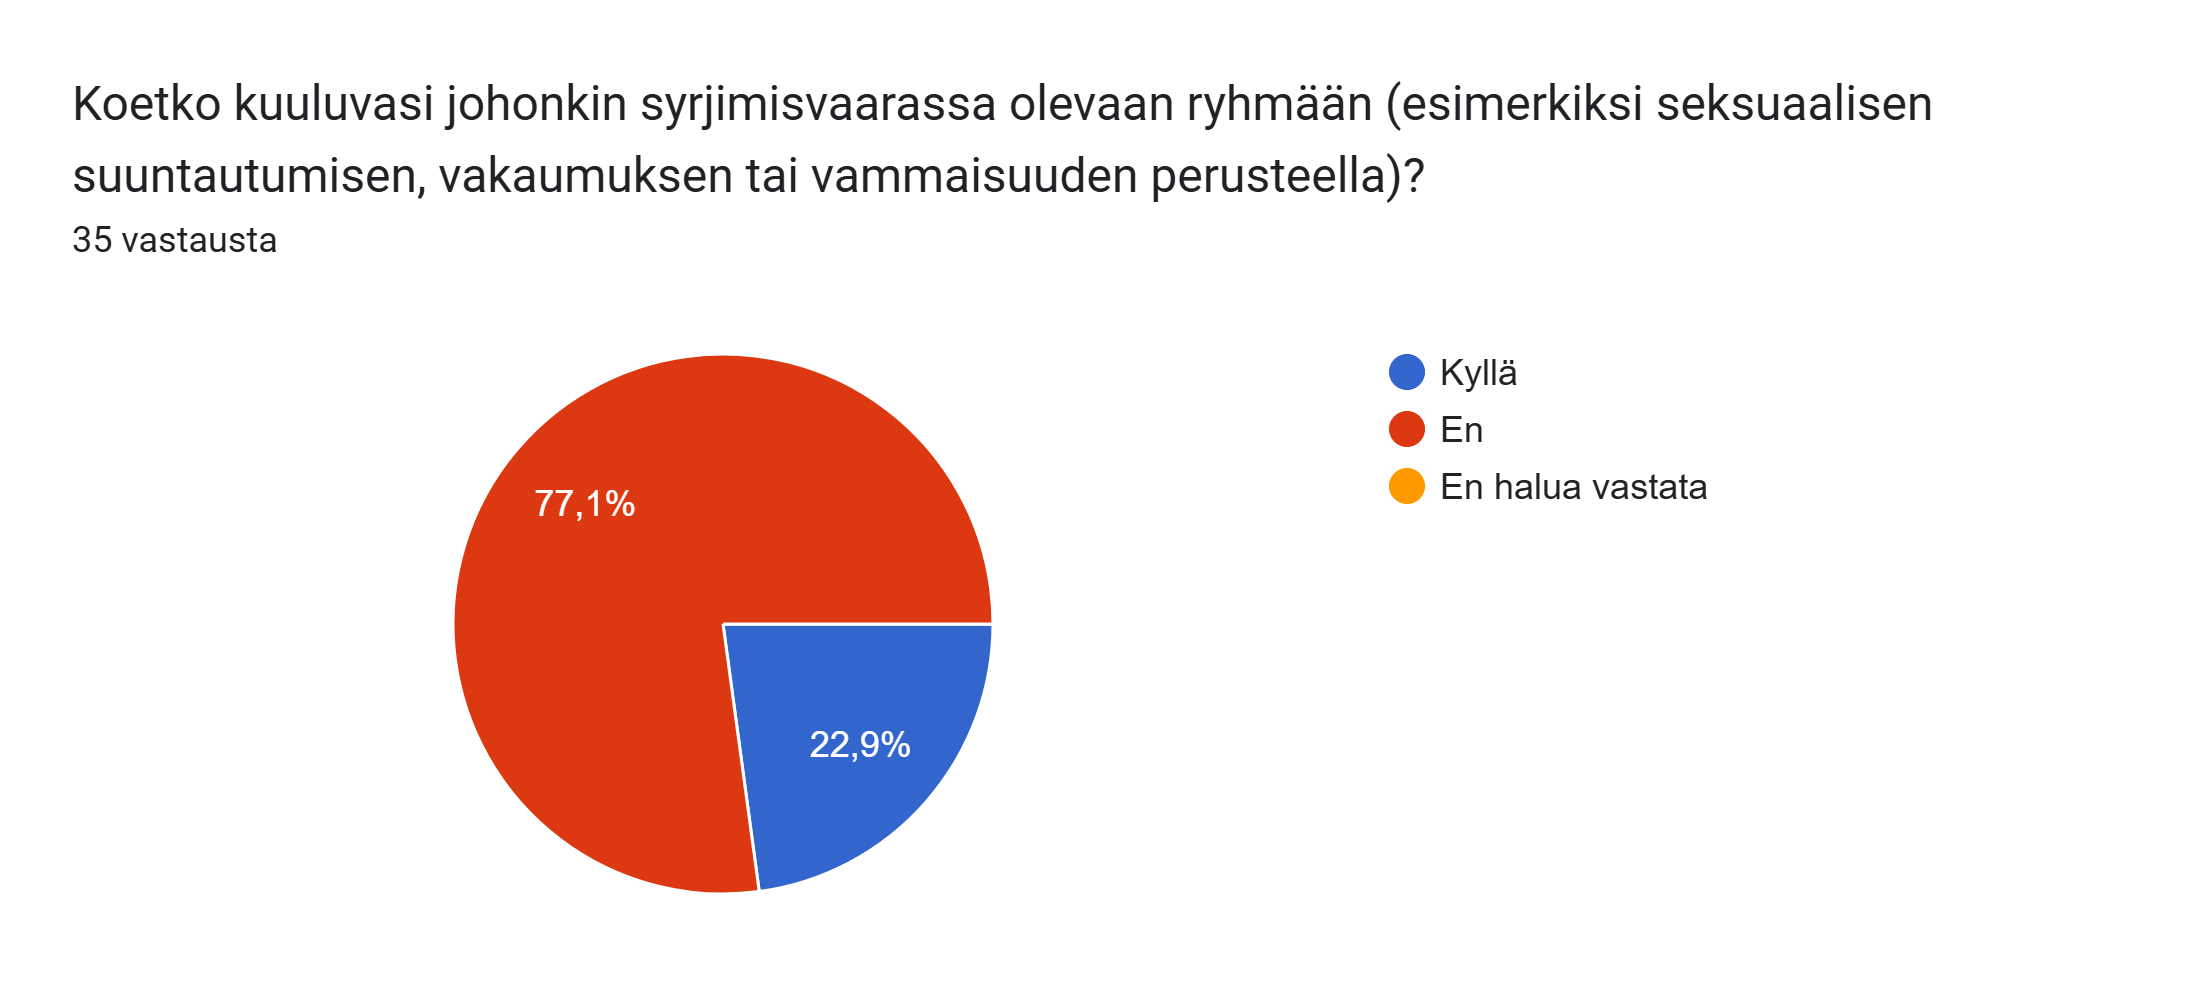 Koetko kuuluvasi johonkin syrjimisvaarassa olevaan ryhmään (esimerkiksi seksuaalisen
suuntautumisen, vakaumuksen tai vammaisuuden perusteella)?
35 vastausta
Kyllä
En
En halua vastata
77,1%
22,9%